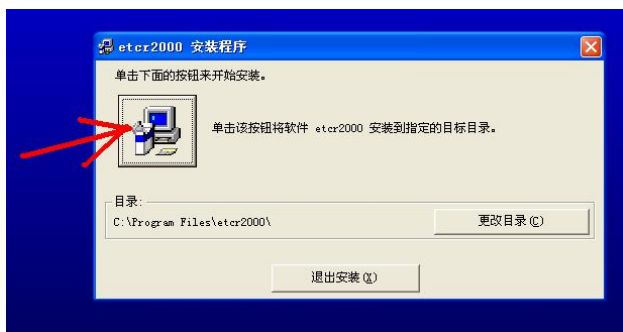 etcr2000 安装程序
单击下面的按钮来开始安装。
单击该按钮将软件 etcr2000 安装到指定的目标目录。
目录:
C:\Program Files\etcr2000\
更改目录(C)
退出安装(X)